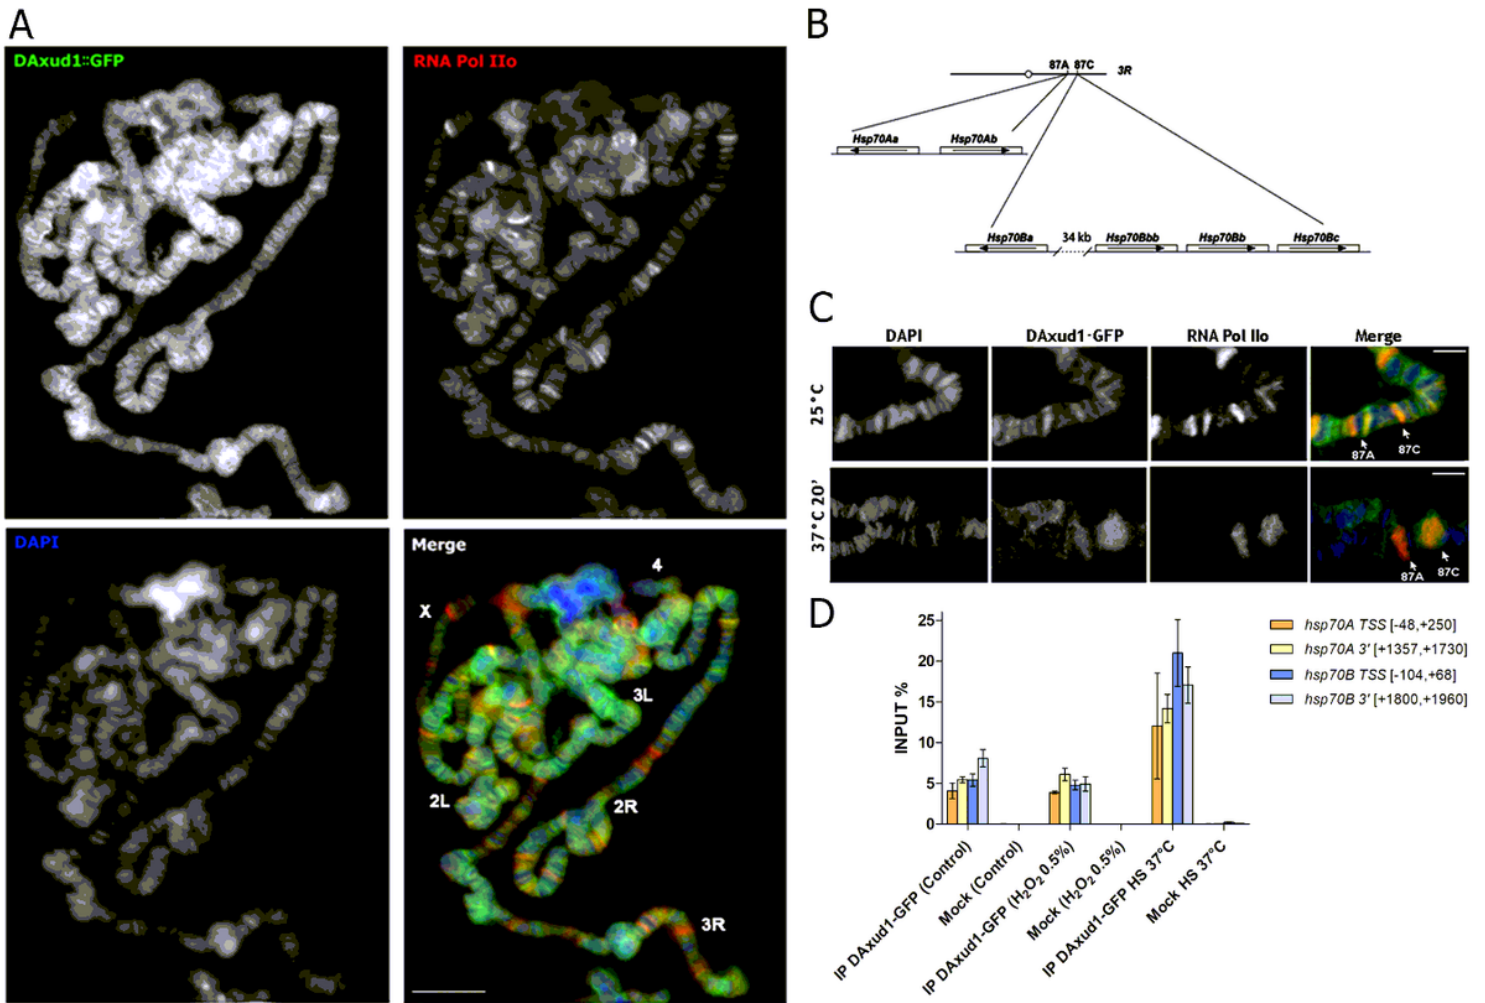 A
DAxud1::GFP
RNA Pol IIo
DAPI
Merge
X
4
3L
2L
2R
3R
B
87A 87C
3R
Hsp70Aa
Hsp70Ab
Hsp70Ba
34 kb
Hsp70Bbb
Hsp70Bb
Hsp70Bc
C
DAPI
DAxud1-GFP
RNA Pol IIo
Merge
25°C
87A
87C
37°C 20'
87A
87C
D
INPUT %
25
20
15
10
5
0
IP DAxud1-GFP (Control)
Mock (Control)
IP DAxud1-GFP (H₂O₂ 0.5%)
Mock (H₂O₂ 0.5%)
IP DAxud1-GFP HS 37°C
Mock HS 37°C
hsp70A TSS [-48,+250]
hsp70A 3' [+1357,+1730]
hsp70B TSS [-104,+68]
hsp70B 3' [+1800,+1960]